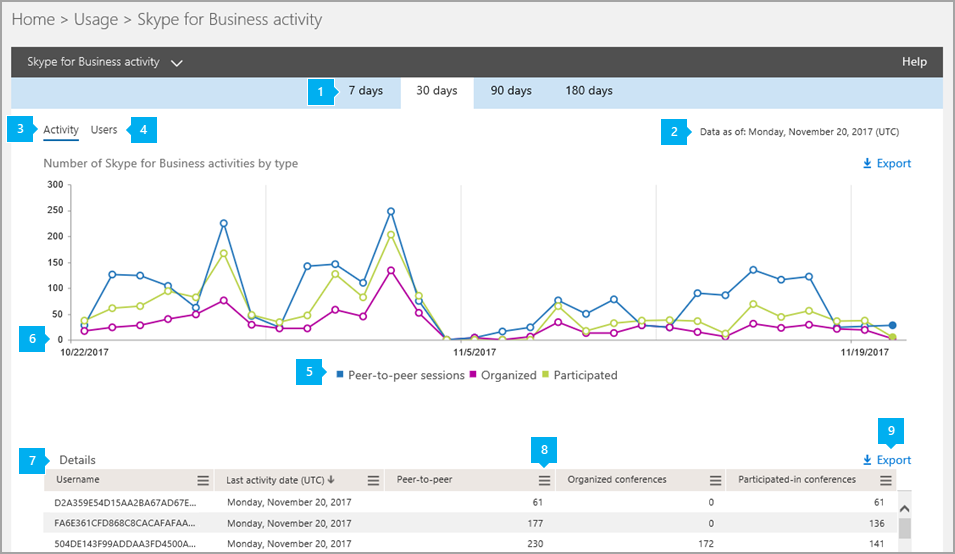 Home > Usage > Skype for Business activity
Skype for Business activity Help
1 7 days 30 days 90 days 180 days
3 Activity Users 4 2 Data as of: Monday, November 20, 2017 (UTC)
Number of Skype for Business activities by type Export
300
250
200
150
100
50
6 0
10/22/2017 11/5/2017 11/19/2017
5 Peer-to-peer sessions Organized Participated
7 Details 8 9 Export
Username Last activity date (UTC) Peer-to-peer Organized conferences Participated-in conferences
D2A359E54D15AA2BA67AD67E... Monday, November 20, 2017 61 0 61
FA6E361CFD868C8CACAFAFAA... Monday, November 20, 2017 177 0 136
504DE143F99ADDAA3FD4500A... Monday, November 20, 2017 230 172 141